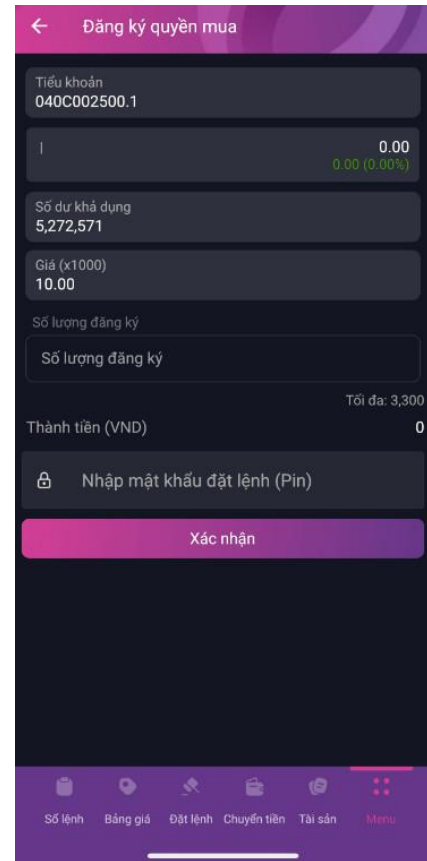 Đăng ký quyền mua
Tiểu khoản
040C002500.1
| 0.00
0.00 (0.00%)
Số dư khả dụng
5,272,571
Giá (x1000)
10.00
Số lượng đăng ký
Số lượng đăng ký
Tối đa: 3,300
Thành tiền (VND) 0
Nhập mật khẩu đặt lệnh (Pin)
Xác nhận
Sổ lệnh Bảng giá Đặt lệnh Chuyển tiền Tài sản Menu